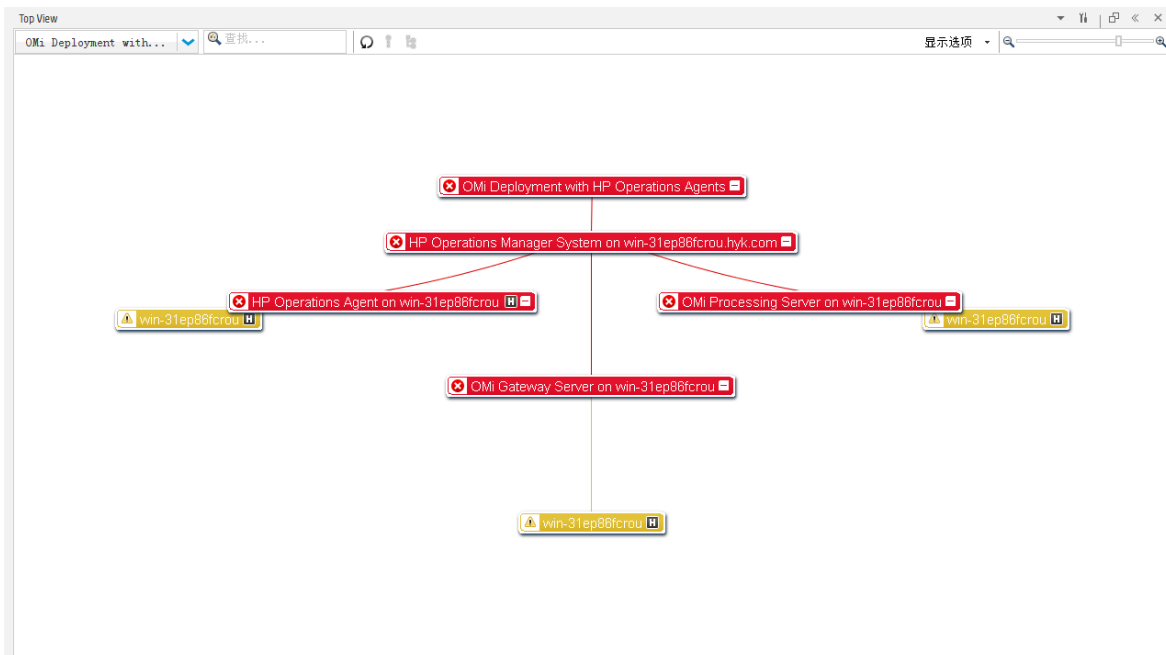 Top View
OMi Deployment with...
查找...
显示选项
OMi Deployment with HP Operations Agents
HP Operations Manager System on win-31ep86fcrou.hyk.com
HP Operations Agent on win-31ep86fcrou H
OMi Processing Server on win-31ep86fcrou
win-31ep86fcrou H
win-31ep86fcrou H
OMi Gateway Server on win-31ep86fcrou
win-31ep86fcrou H